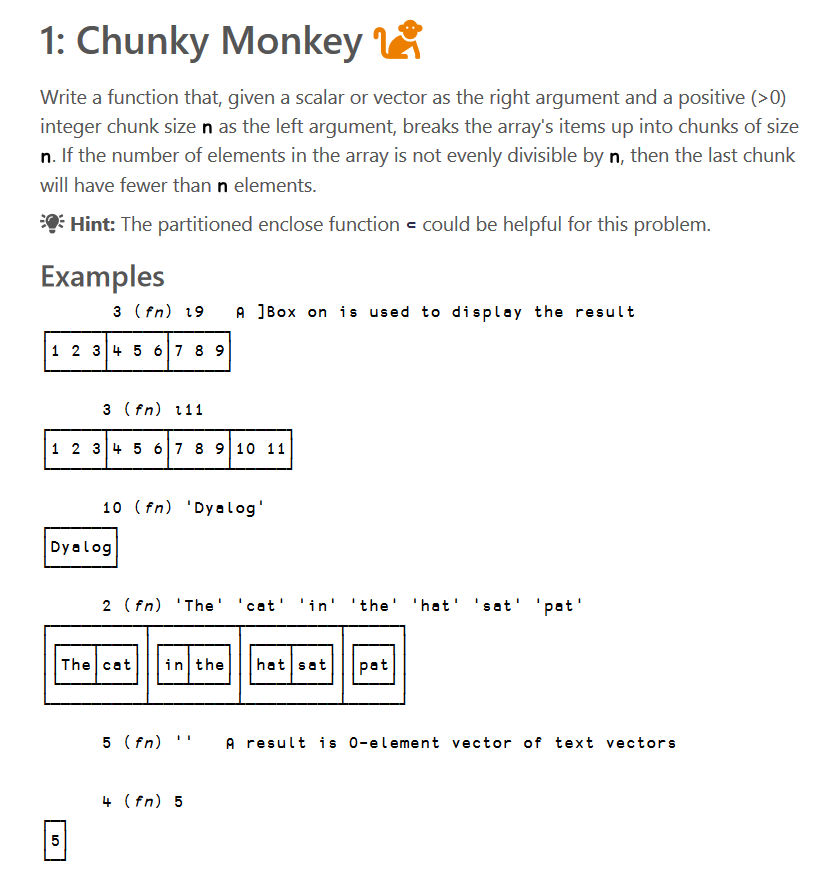 1: Chunky Monkey
Write a function that, given a scalar or vector as the right argument and a positive (>0)
integer chunk size n as the left argument, breaks the array's items up into chunks of size
n. If the number of elements in the array is not evenly divisible by n, then the last chunk
will have fewer than n elements.
Hint: The partitioned enclose function ⊂ could be helpful for this problem.
Examples
3 (fn) ⍳9 ⍝ ]Box on is used to display the result
1 2 3 4 5 6 7 8 9
3 (fn) ⍳11
1 2 3 4 5 6 7 8 9 10 11
10 (fn) 'Dyalog'
Dyalog
2 (fn) 'The' 'cat' 'in' 'the' 'hat' 'sat' 'pat'
The cat in the hat sat pat
5 (fn) '' ⍝ result is 0-element vector of text vectors
4 (fn) 5
5